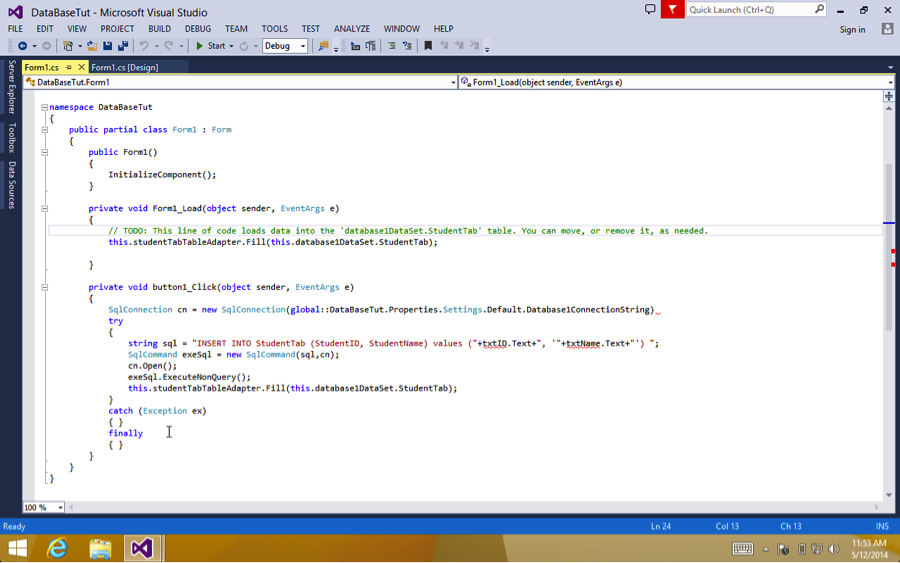 DataBaseTut - Microsoft Visual Studio
Quick Launch (Ctrl+Q)
FILE EDIT VIEW PROJECT BUILD DEBUG TEAM TOOLS TEST ANALYZE WINDOW HELP
Sign in
Start Debug
Form1.cs Form1.cs [Design]
DataBaseTut.Form1 Form1_Load(object sender, EventArgs e)
Server Explorer
Toolbox
Data Sources
namespace DataBaseTut
{
public partial class Form1 : Form
{
public Form1()
{
InitializeComponent();
}
private void Form1_Load(object sender, EventArgs e)
{
// TODO: This line of code loads data into the 'database1DataSet.StudentTab' table. You can move, or remove it, as needed.
this.studentTabTableAdapter.Fill(this.database1DataSet.StudentTab);
}
private void button1_Click(object sender, EventArgs e)
{
SqlConnection cn = new SqlConnection(global::DataBaseTut.Properties.Settings.Default.Database1ConnectionString)
try
{
string sql = "INSERT INTO StudentTab (StudentID, StudentName) values ("+txtID.Text+", '"+txtName.Text+"') ";
SqlCommand exeSql = new SqlCommand(sql,cn);
cn.Open();
exeSql.ExecuteNonQuery();
this.studentTabTableAdapter.Fill(this.database1DataSet.StudentTab);
}
catch (Exception ex)
{ }
finally
{ }
}
}
}
100 %
Ready Ln 24 Col 13 Ch 13 INS
11:53 AM
5/12/2014